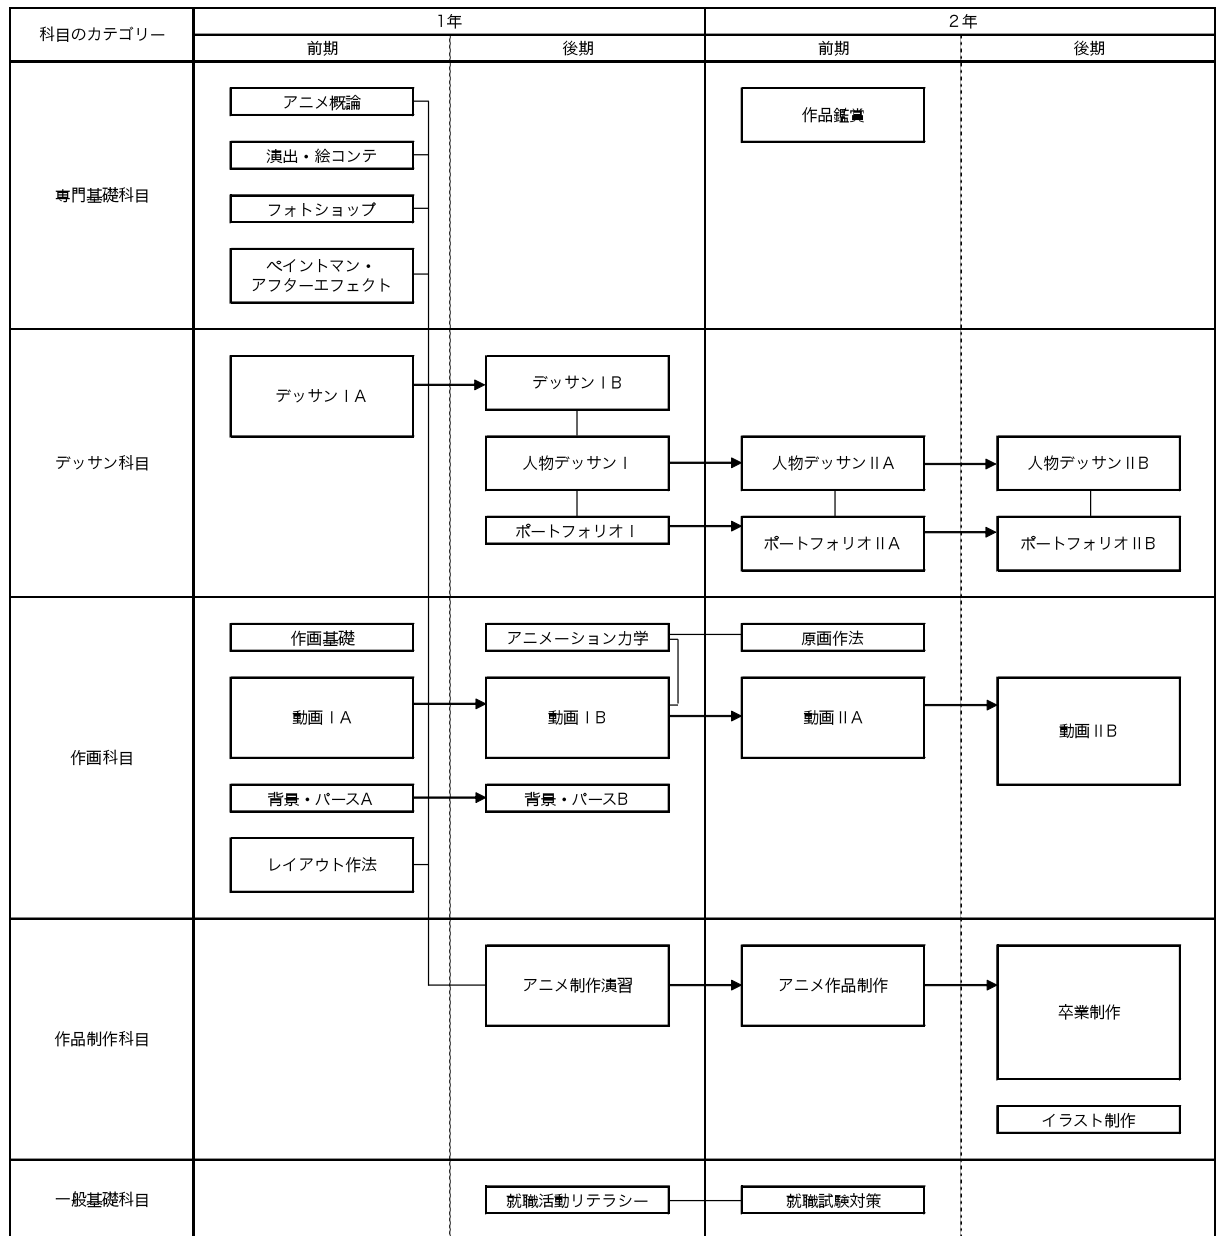 科目のカテゴリー
1年
2年
前期
後期
前期
後期
専門基礎科目
アニメ概論
演出・絵コンテ
フォトショップ
ペイントマン・
アフターエフェクト
作品鑑賞
デッサン科目
デッサンⅠA
デッサンⅠB
人物デッサンⅠ
人物デッサンⅡA
人物デッサンⅡB
ポートフォリオⅠ
ポートフォリオⅡA
ポートフォリオⅡB
作画科目
作画基礎
アニメーション力学
原画作法
動画ⅠA
動画ⅠB
動画ⅡA
動画ⅡB
背景・パースA
背景・パースB
レイアウト作法
作品制作科目
アニメ制作演習
アニメ作品制作
卒業制作
イラスト制作
一般基礎科目
就職活動リテラシー
就職試験対策